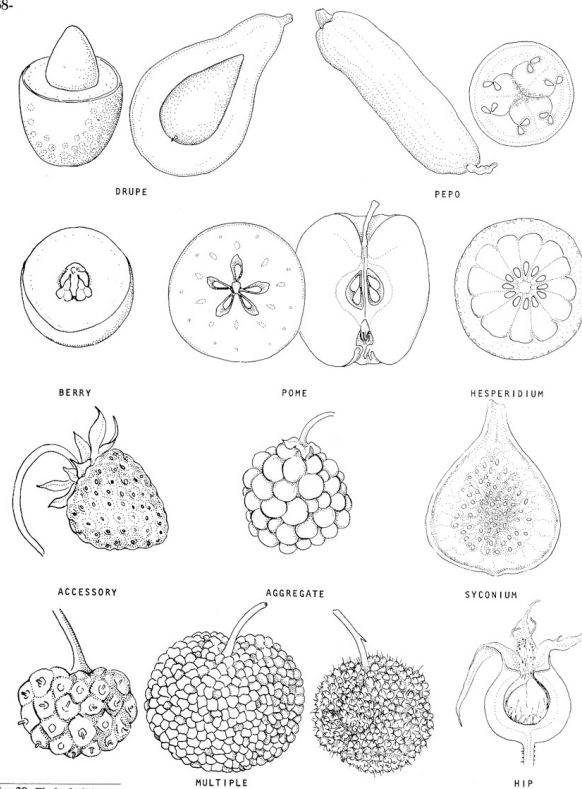 DRUPE
PEPO
BERRY
POME
HESPERIDIUM
ACCESSORY
AGGREGATE
SYCONIUM
MULTIPLE
HIP